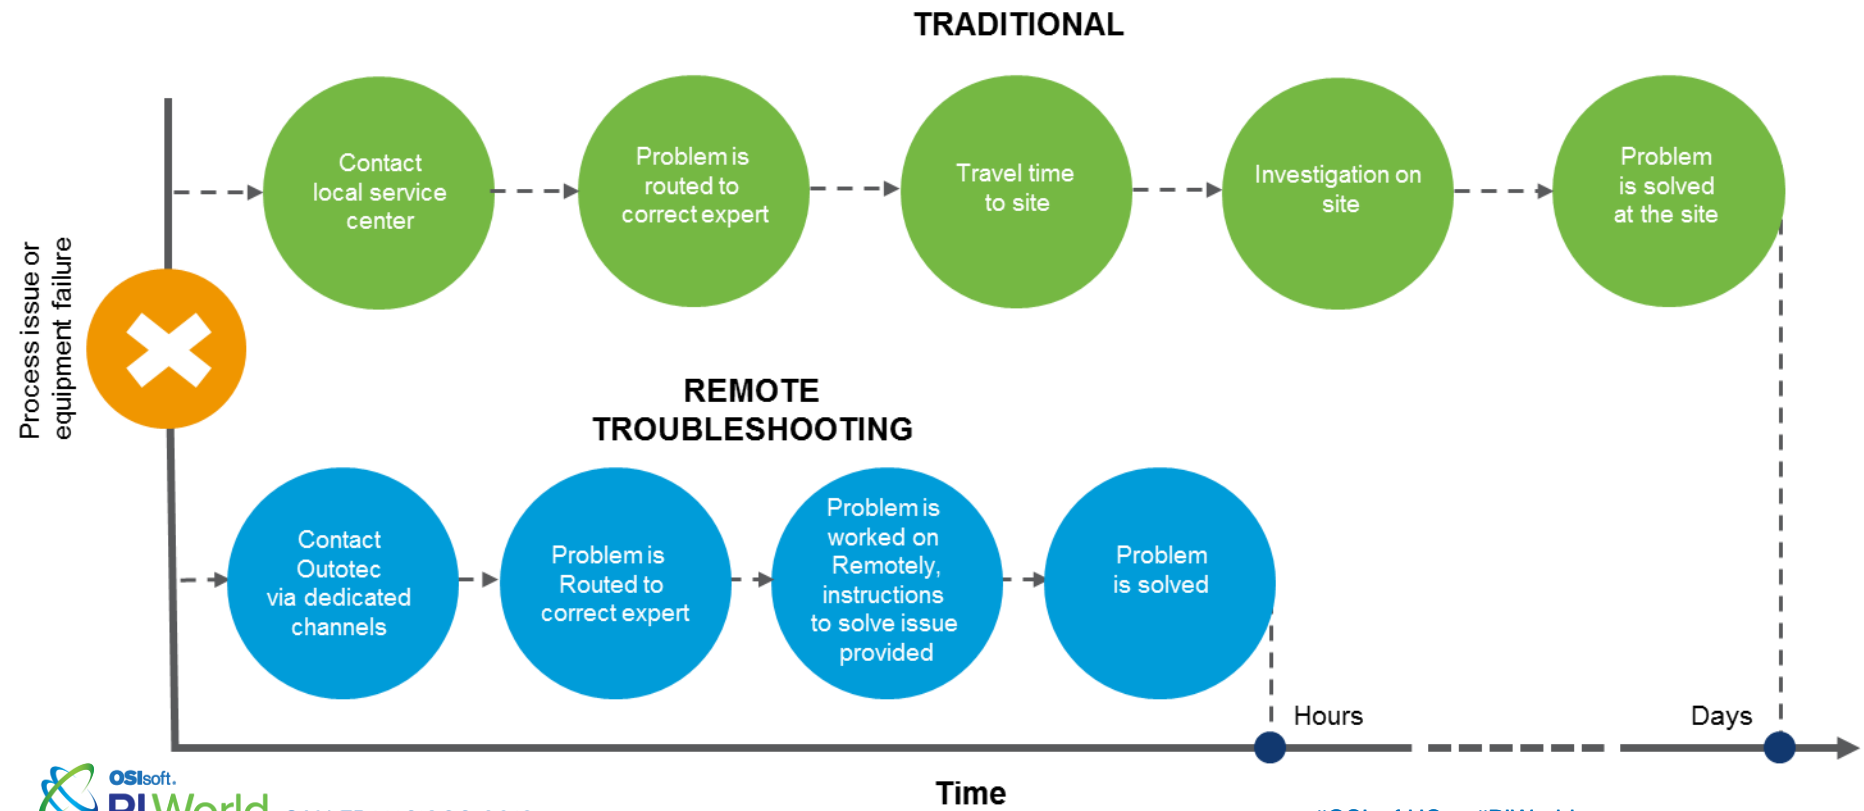 TRADITIONAL
Contact
local service
center
Problem is
routed to
correct expert
Travel time
to site
Investigation on
site
Problem
is solved
at the site
Process issue or
equipment failure
REMOTE
TROUBLESHOOTING
Contact
Outotec
via dedicated
channels
Problem is
Routed to
correct expert
Problem is
worked on
Remotely,
instructions
to solve issue
provided
Problem
is solved
Hours
Days
Time
OSIsoft.
PI World